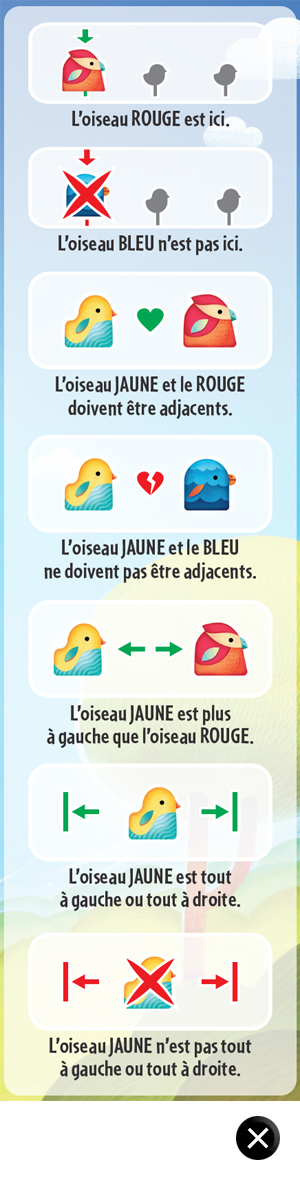 L'oiseau ROUGE est ici.
L'oiseau BLEU n'est pas ici.
L'oiseau JAUNE et le ROUGE
doivent être adjacents.
L'oiseau JAUNE et le BLEU
ne doivent pas être adjacents.
L'oiseau JAUNE est plus
à gauche que l'oiseau ROUGE.
L'oiseau JAUNE est tout
à gauche ou tout à droite.
L'oiseau JAUNE n'est pas tout
à gauche ou tout à droite.